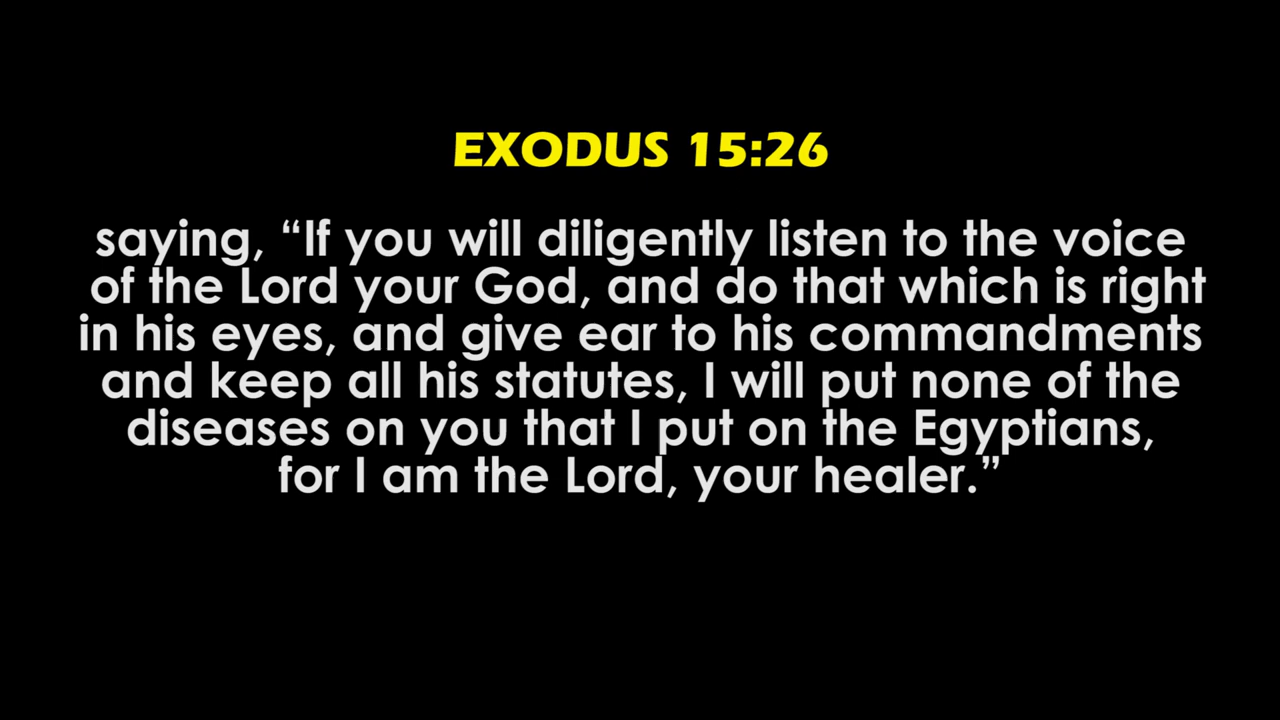 EXODUS 15:26
saying, “If you will diligently listen to the voice
of the Lord your God, and do that which is right
in his eyes, and give ear to his commandments
and keep all his statutes, I will put none of the
diseases on you that I put on the Egyptians,
for I am the Lord, your healer.”